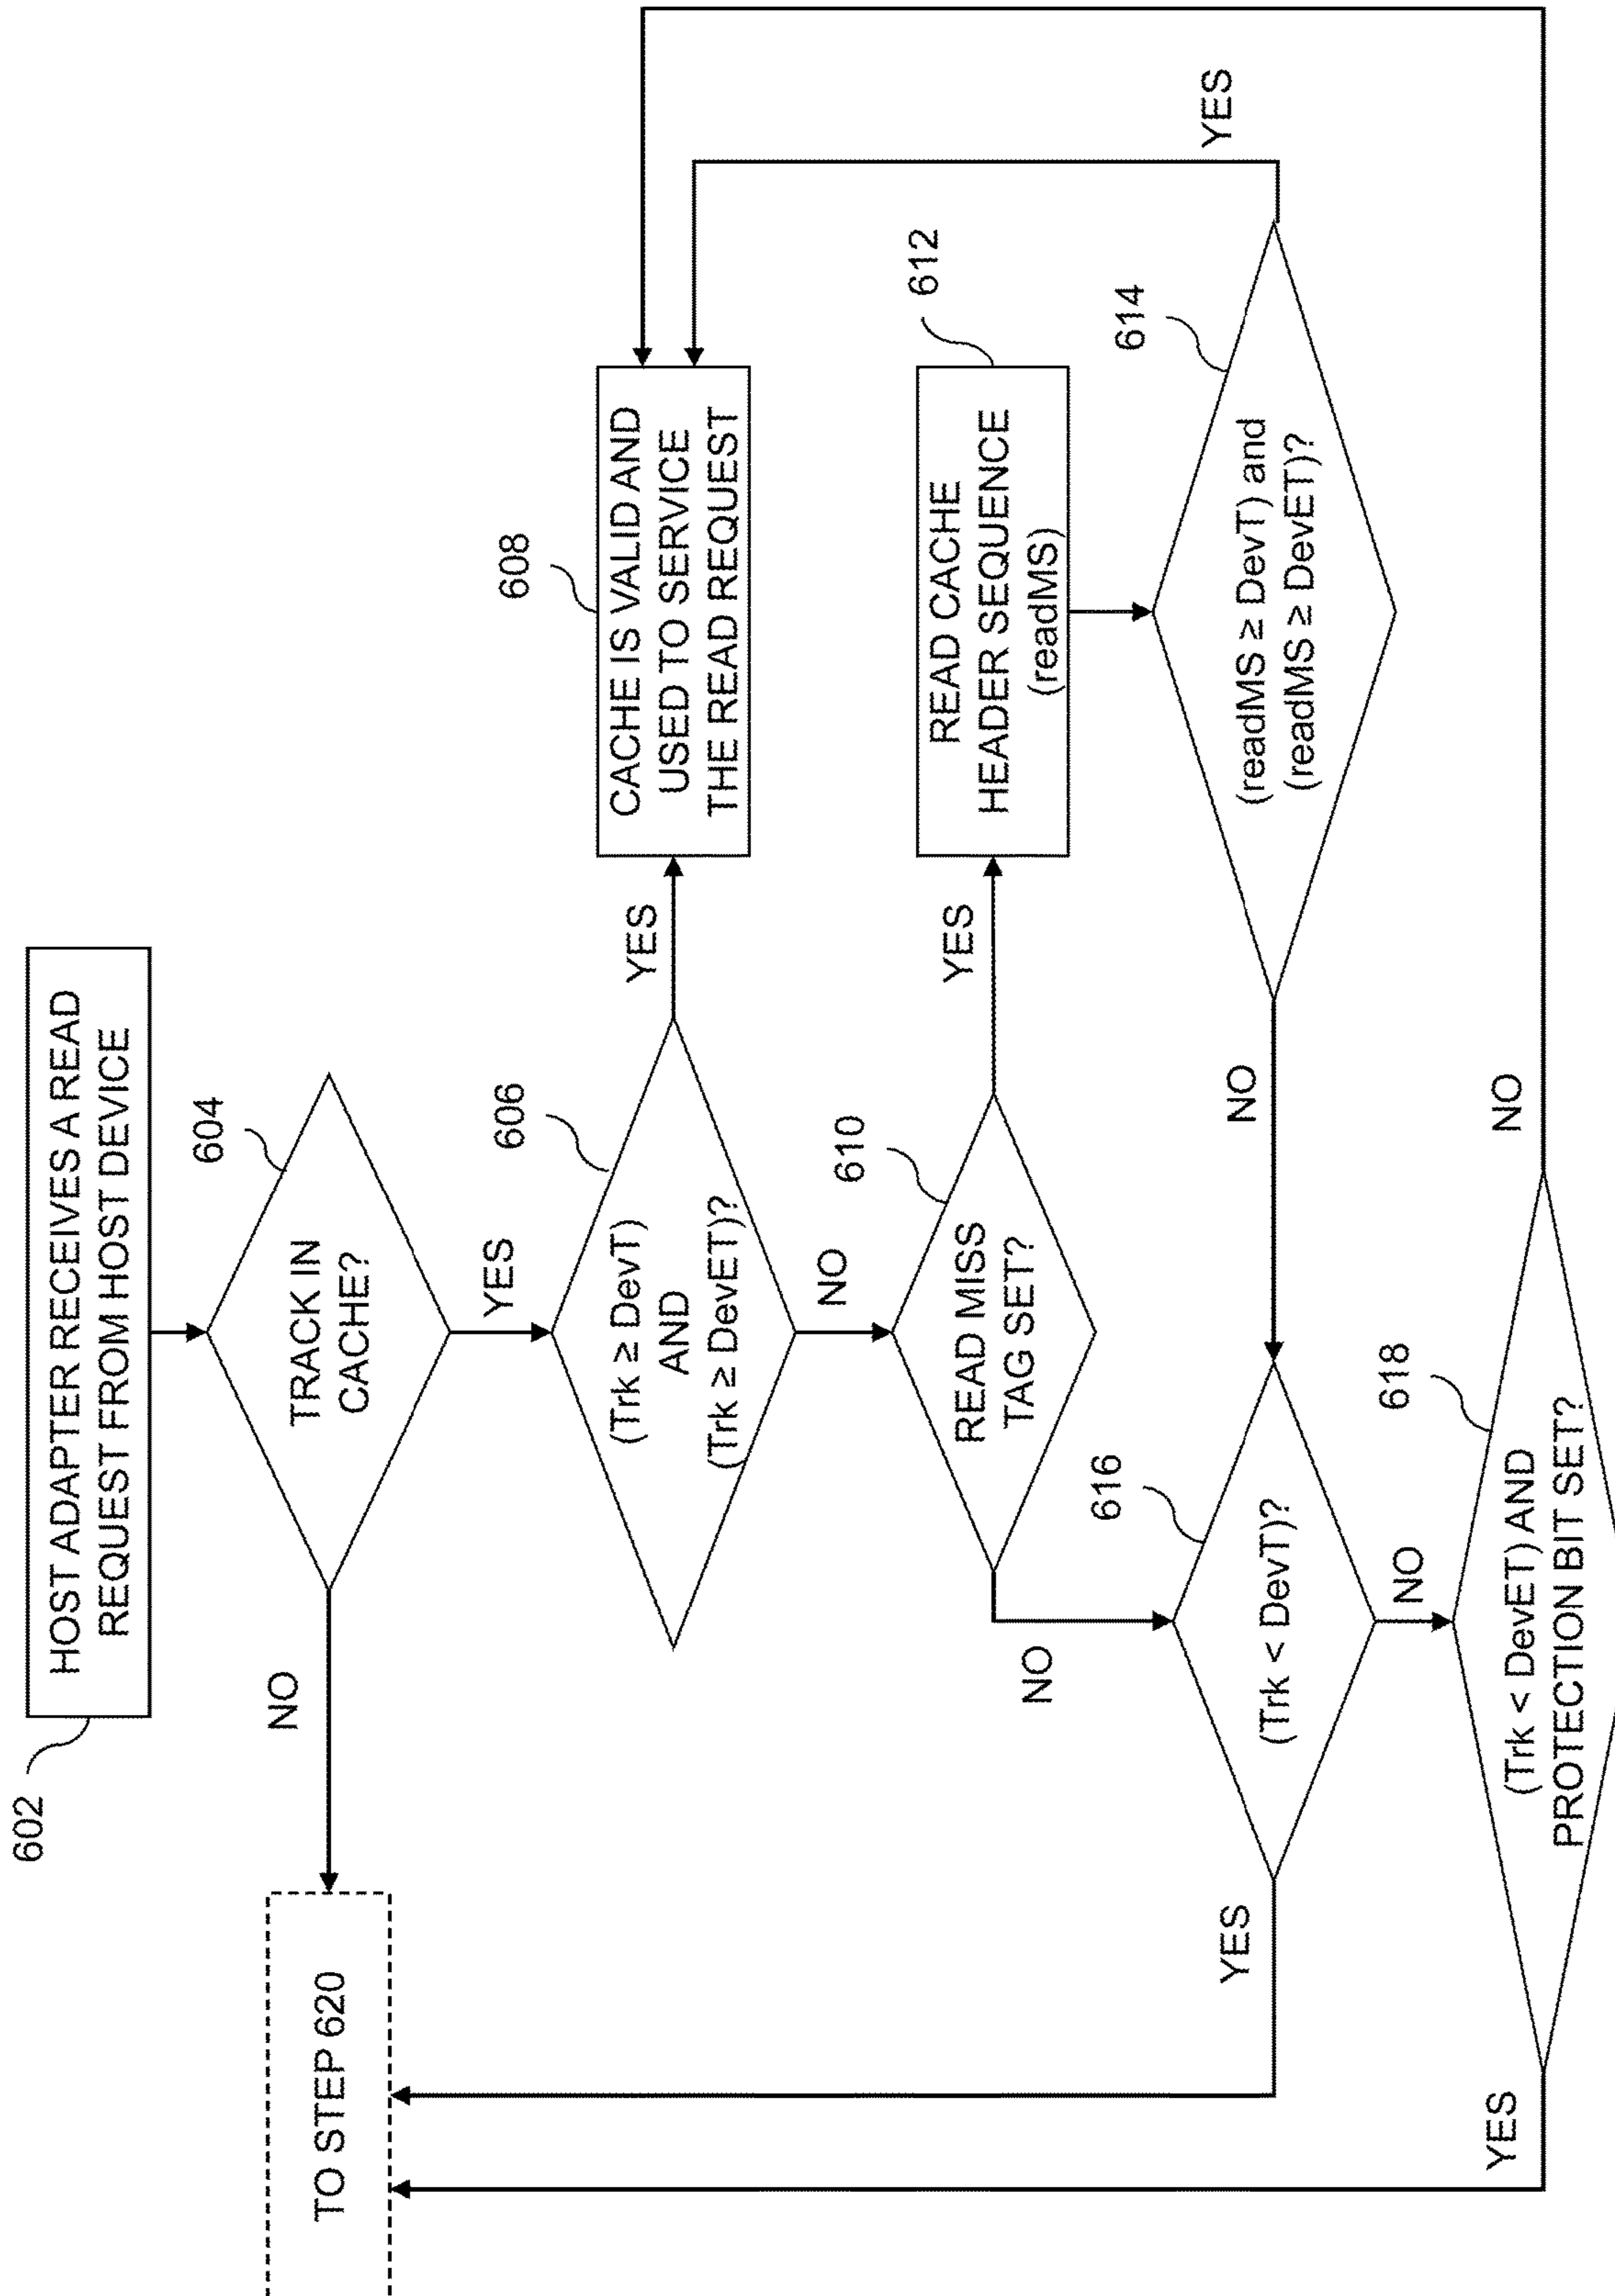 HOST ADAPTER RECEIVES A READ
REQUEST FROM HOST DEVICE
602
604
TRACK IN
CACHE?
NO
YES
TO STEP 620
606
(Trk ≥ DevT)
AND
(Trk ≥ DevET)?
YES
NO
608
CACHE IS VALID AND
USED TO SERVICE
THE READ REQUEST
610
READ MISS
TAG SET?
YES
NO
612
READ CACHE
HEADER SEQUENCE
(readMS)
614
(readMS ≥ DevT) and
(readMS ≥ DevET)?
YES
NO
616
(Trk < DevT)?
YES
NO
618
(Trk < DevET) AND
PROTECTION BIT SET?
YES
NO